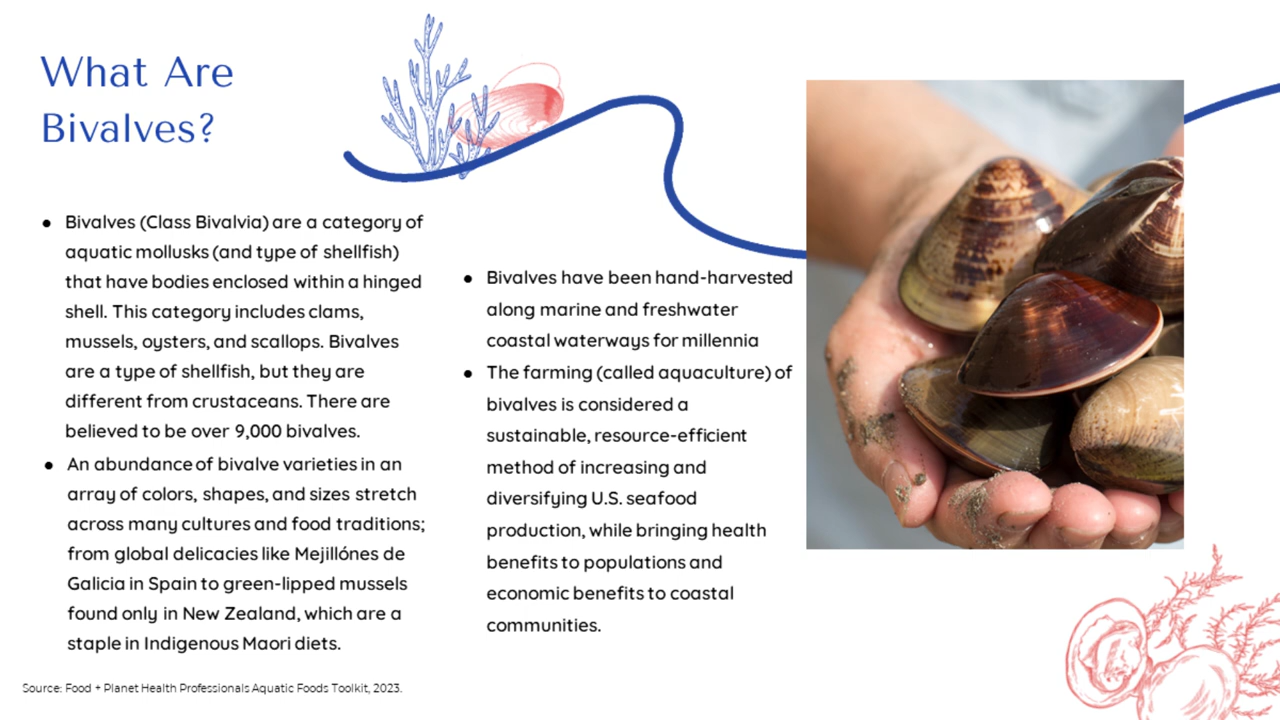 What Are
Bivalves?
● Bivalves (Class Bivalvia) are a category of
aquatic mollusks (and type of shellfish)
that have bodies enclosed within a hinged
shell. This category includes clams,
mussels, oysters, and scallops. Bivalves
are a type of shellfish, but they are
different from crustaceans. There are
believed to be over 9,000 bivalves.
● An abundance of bivalve varieties in an
array of colors, shapes, and sizes stretch
across many cultures and food traditions;
from global delicacies like Mejillónes de
Galicia in Spain to green-lipped mussels
found only in New Zealand, which are a
staple in Indigenous Maori diets.
● Bivalves have been hand-harvested
along marine and freshwater
coastal waterways for millennia
● The farming (called aquaculture) of
bivalves is considered a
sustainable, resource-efficient
method of increasing and
diversifying U.S. seafood
production, while bringing health
benefits to populations and
economic benefits to coastal
communities.
Source: Food + Planet Health Professionals Aquatic Foods Toolkit, 2023.